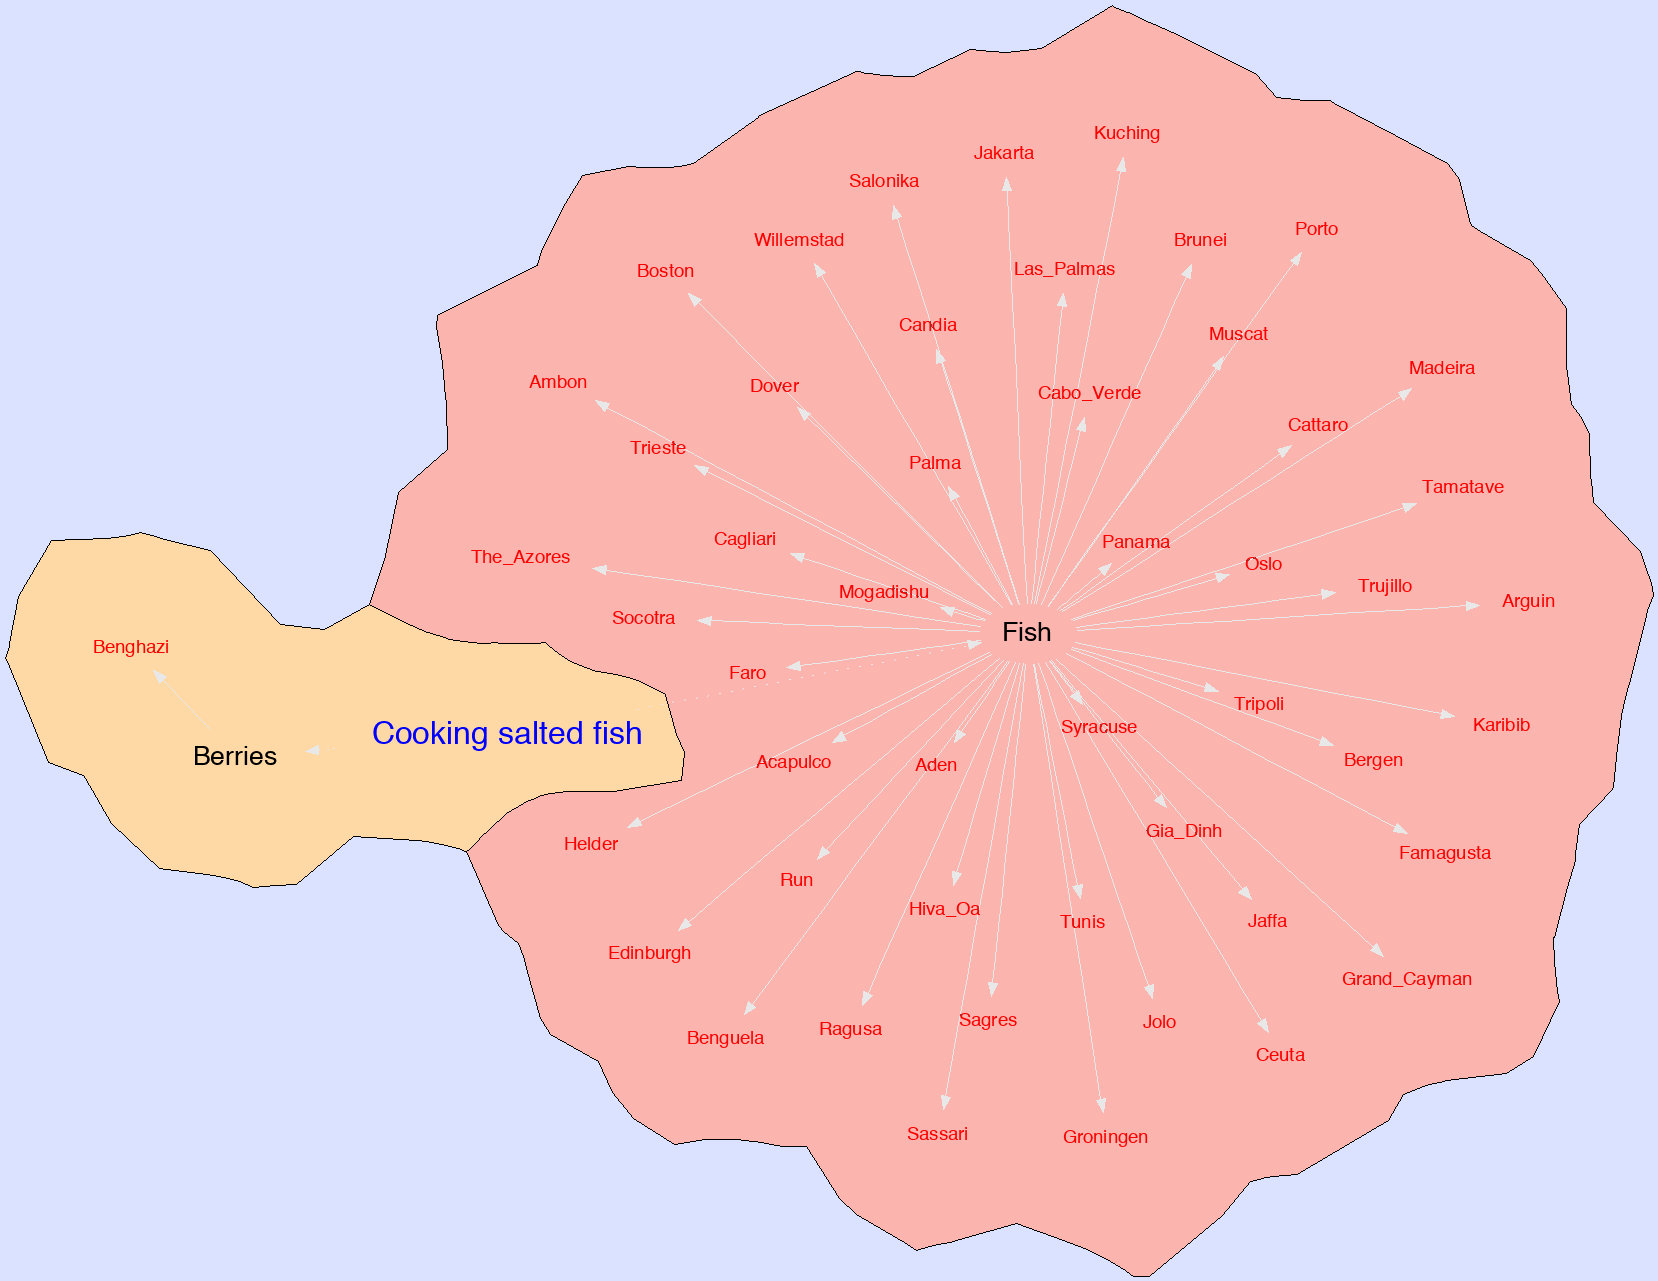 Kuching
Jakarta
Salonika
Porto
Willemstad
Brunei
Las_Palmas
Boston
Candia
Muscat
Madeira
Ambon
Dover
Cabo_Verde
Cattaro
Trieste
Palma
Tamatave
Cagliari
Panama
The_Azores
Oslo
Trujillo
Mogadishu
Arguin
Socotra
Fish
Benghazi
Faro
Tripoli
Karibib
Syracuse
Cooking salted fish
Berries
Bergen
Acapulco
Aden
Gia_Dinh
Helder
Famagusta
Run
Hiva_Oa
Tunis
Jaffa
Edinburgh
Grand_Cayman
Sagres
Jolo
Ragusa
Benguela
Ceuta
Sassari
Groningen